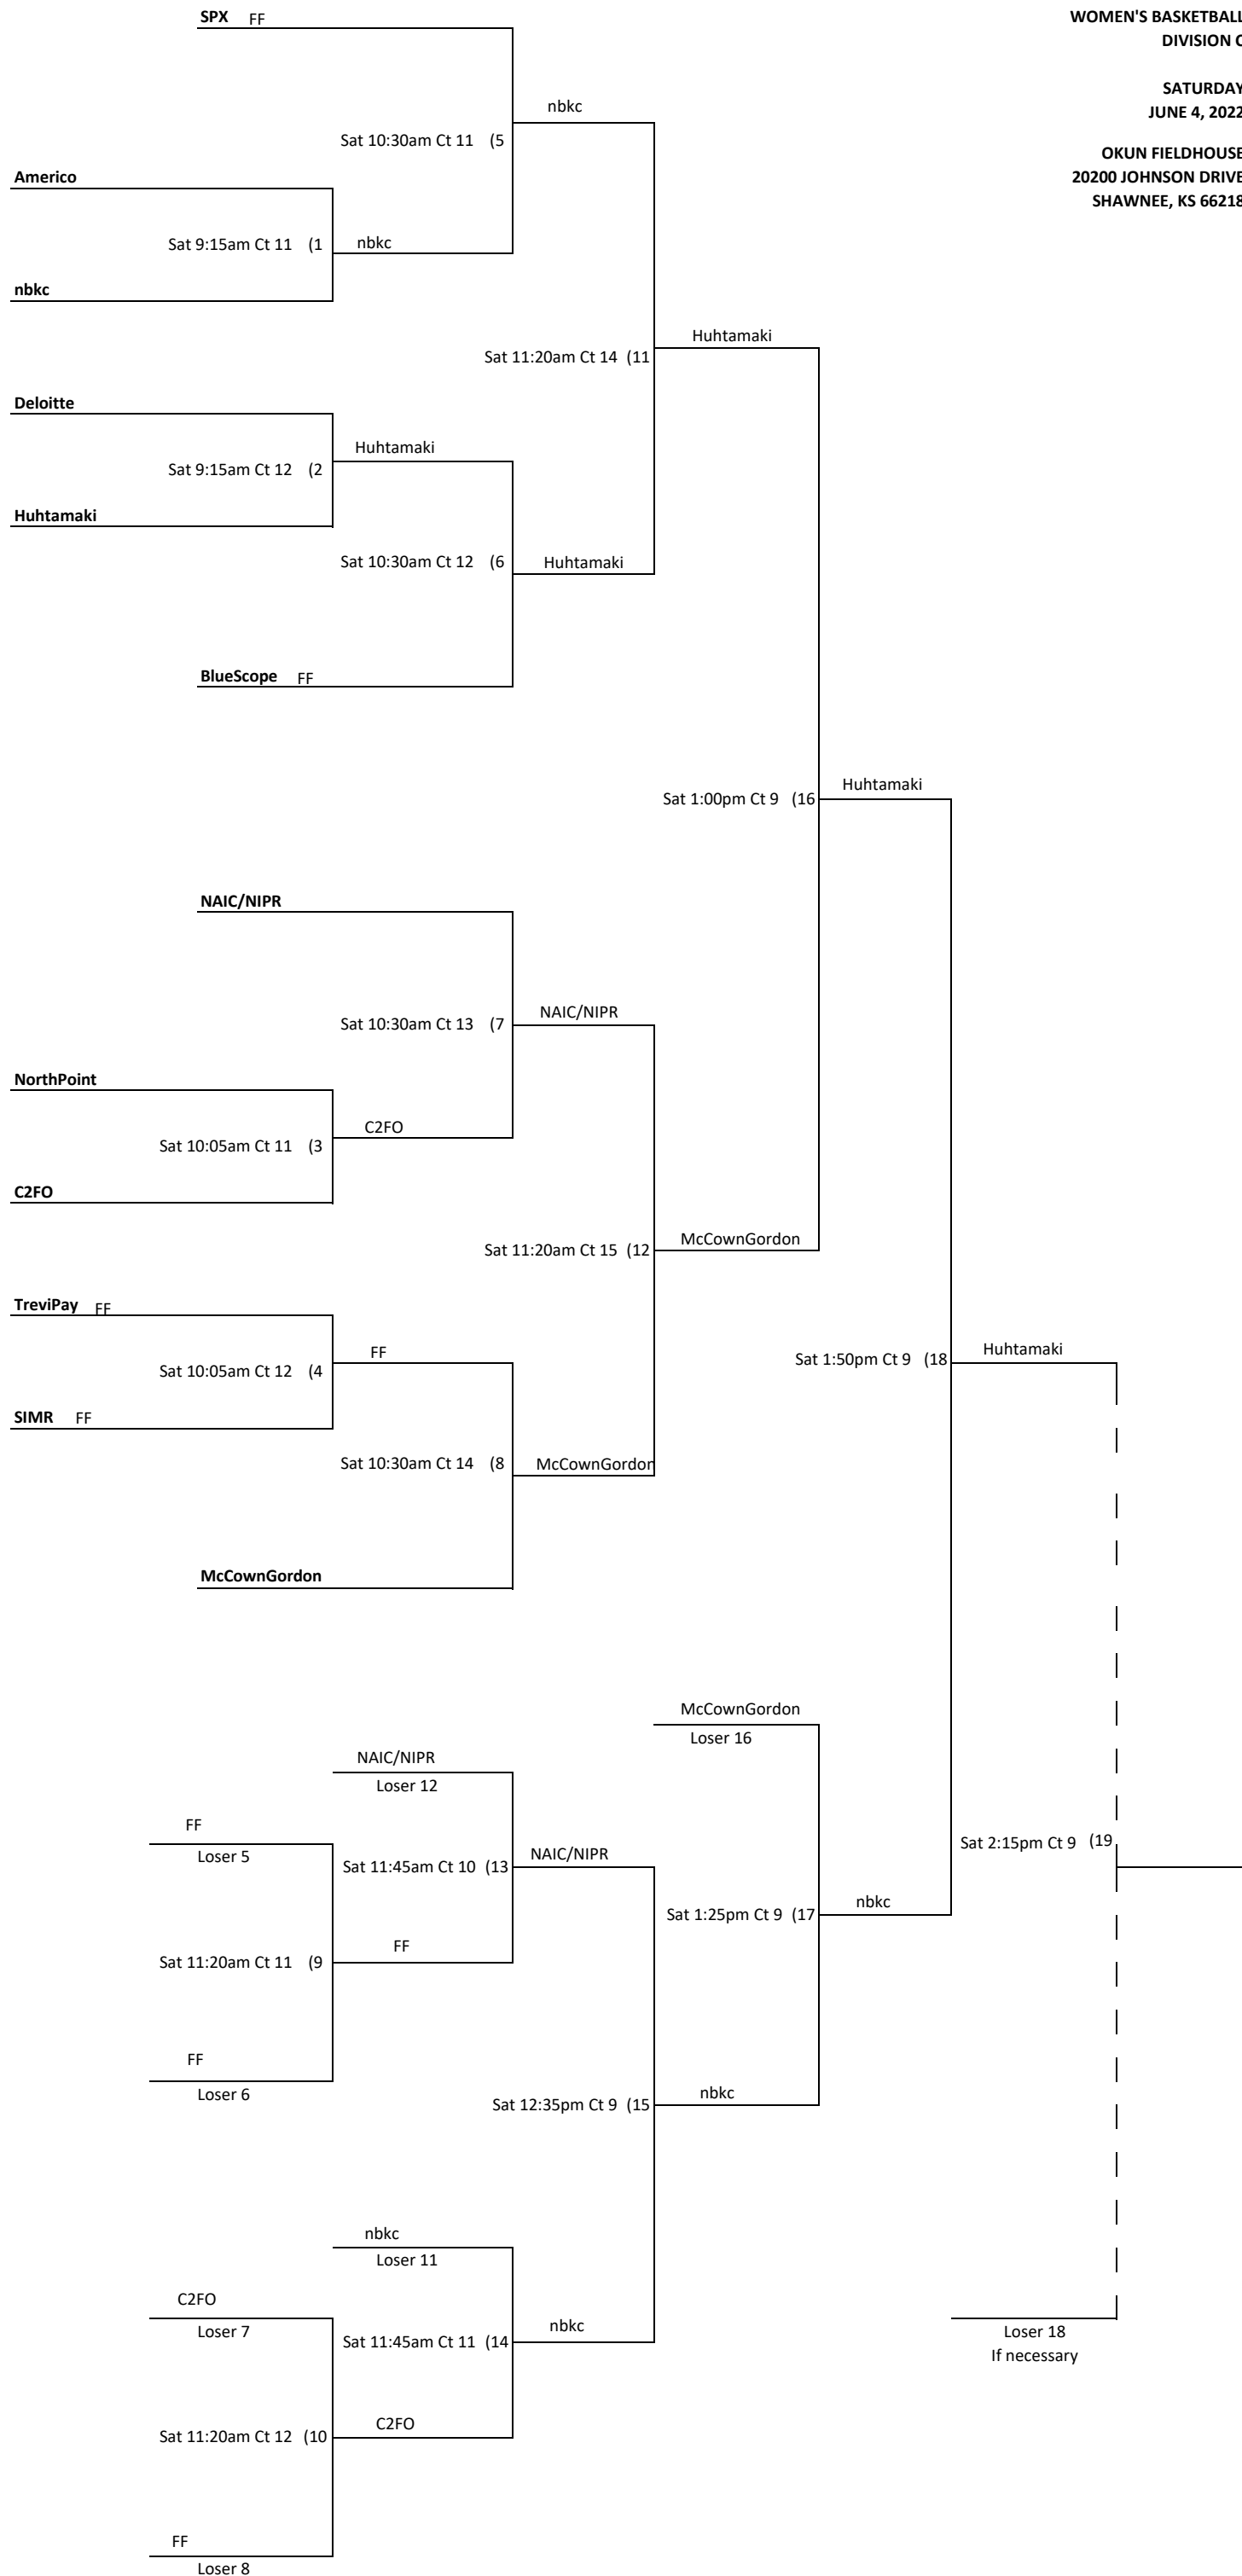 SPX FF
WOMEN'S BASKETBALL
DIVISION C
SATURDAY
JUNE 4, 2022
OKUN FIELDHOUSE
20200 JOHNSON DRIVE
SHAWNEE, KS 66218
nbkc
Sat 10:30am Ct 11 (5
Americo
Sat 9:15am Ct 11 (1
nbkc
nbkc
Huhtamaki
Sat 11:20am Ct 14 (11
Deloitte
Huhtamaki
Sat 9:15am Ct 12 (2
Huhtamaki
Sat 10:30am Ct 12 (6
Huhtamaki
BlueScope FF
Huhtamaki
Sat 1:00pm Ct 9 (16
NAIC/NIPR
NAIC/NIPR
Sat 10:30am Ct 13 (7
NorthPoint
C2FO
Sat 10:05am Ct 11 (3
C2FO
McCownGordon
Sat 11:20am Ct 15 (12
TreviPay FF
FF
Sat 10:05am Ct 12 (4
Huhtamaki
Sat 1:50pm Ct 9 (18
SIMR FF
Sat 10:30am Ct 14 (8
McCownGordon
McCownGordon
McCownGordon
Loser 16
NAIC/NIPR
Loser 12
FF
Loser 5
NAIC/NIPR
Sat 11:45am Ct 10 (13
Sat 2:15pm Ct 9 (19
nbkc
Sat 1:25pm Ct 9 (17
FF
Sat 11:20am Ct 11 (9
FF
Loser 6
nbkc
Sat 12:35pm Ct 9 (15
nbkc
Loser 11
C2FO
Loser 7
nbkc
Sat 11:45am Ct 11 (14
Loser 18
If necessary
C2FO
Sat 11:20am Ct 12 (10
FF
Loser 8